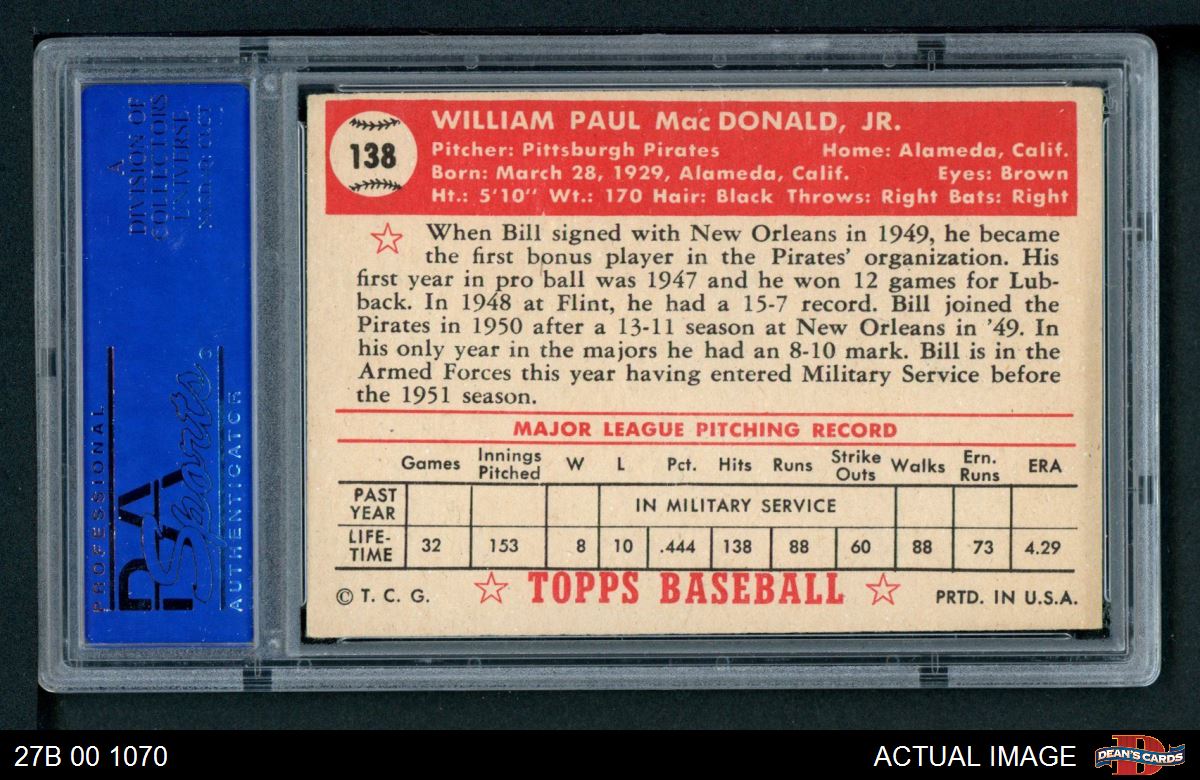 A
DIVISION OF
COLLECTORS
UNIVERSE
NASDAQ: CLCT
PROFESSIONAL
PSA
Sports
AUTHENTICATOR
138
WILLIAM PAUL MacDONALD, JR.
Pitcher: Pittsburgh Pirates Home: Alameda, Calif.
Born: March 28, 1929, Alameda, Calif. Eyes: Brown
Ht.: 5'10" Wt.: 170 Hair: Black Throws: Right Bats: Right
When Bill signed with New Orleans in 1949, he became
the first bonus player in the Pirates' organization. His
first year in pro ball was 1947 and he won 12 games for Lub-
back. In 1948 at Flint, he had a 15-7 record. Bill joined the
Pirates in 1950 after a 13-11 season at New Orleans in '49. In
his only year in the majors he had an 8-10 mark. Bill is in the
Armed Forces this year having entered Military Service before
the 1951 season.
MAJOR LEAGUE PITCHING RECORD
Games Innings Pitched W L Pct. Hits Runs Strike Outs Walks Ern. Runs ERA
PAST YEAR IN MILITARY SERVICE
LIFE-TIME 32 153 8 10 .444 138 88 60 88 73 4.29
© T. C. G. TOPPS BASEBALL PRTD. IN U.S.A.
27B 00 1070 ACTUAL IMAGE DEAN'S CARDS